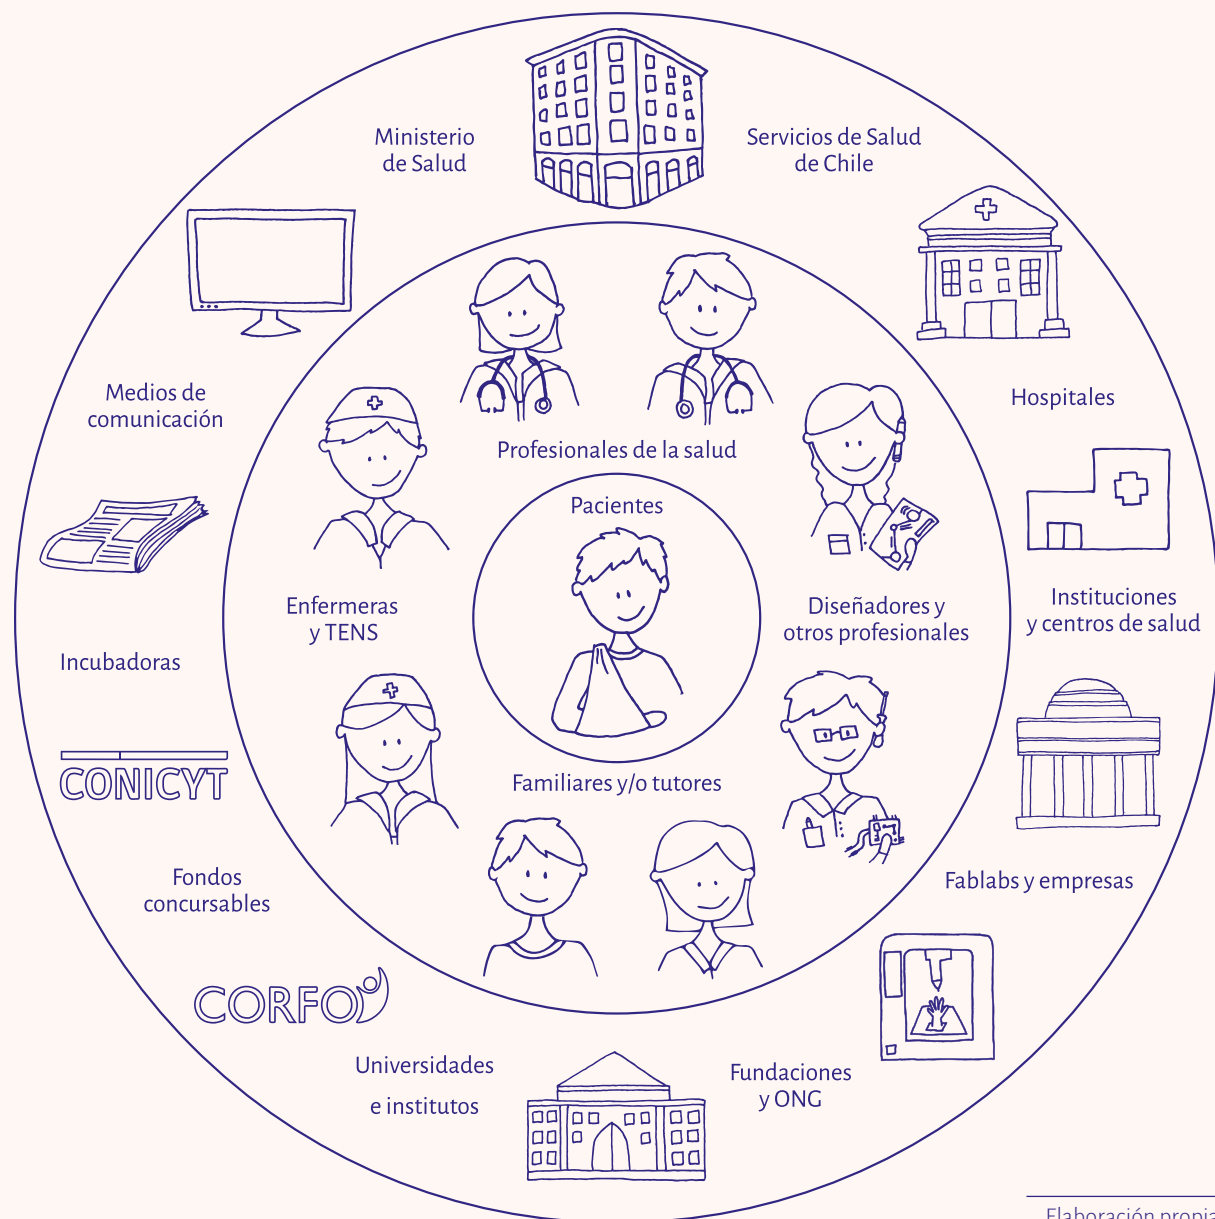 Ministerio
de Salud
Servicios de Salud
de Chile
Medios de
comunicación
Hospitales
Profesionales de la salud
Pacientes
Enfermeras
y TENS
Diseñadores y
otros profesionales
Instituciones
y centros de salud
Incubadoras
CONICYT
Familiares y/o tutores
Fondos
concursables
Fablabs y empresas
CORFO
Universidades
e institutos
Fundaciones
y ONG
Elaboración propia